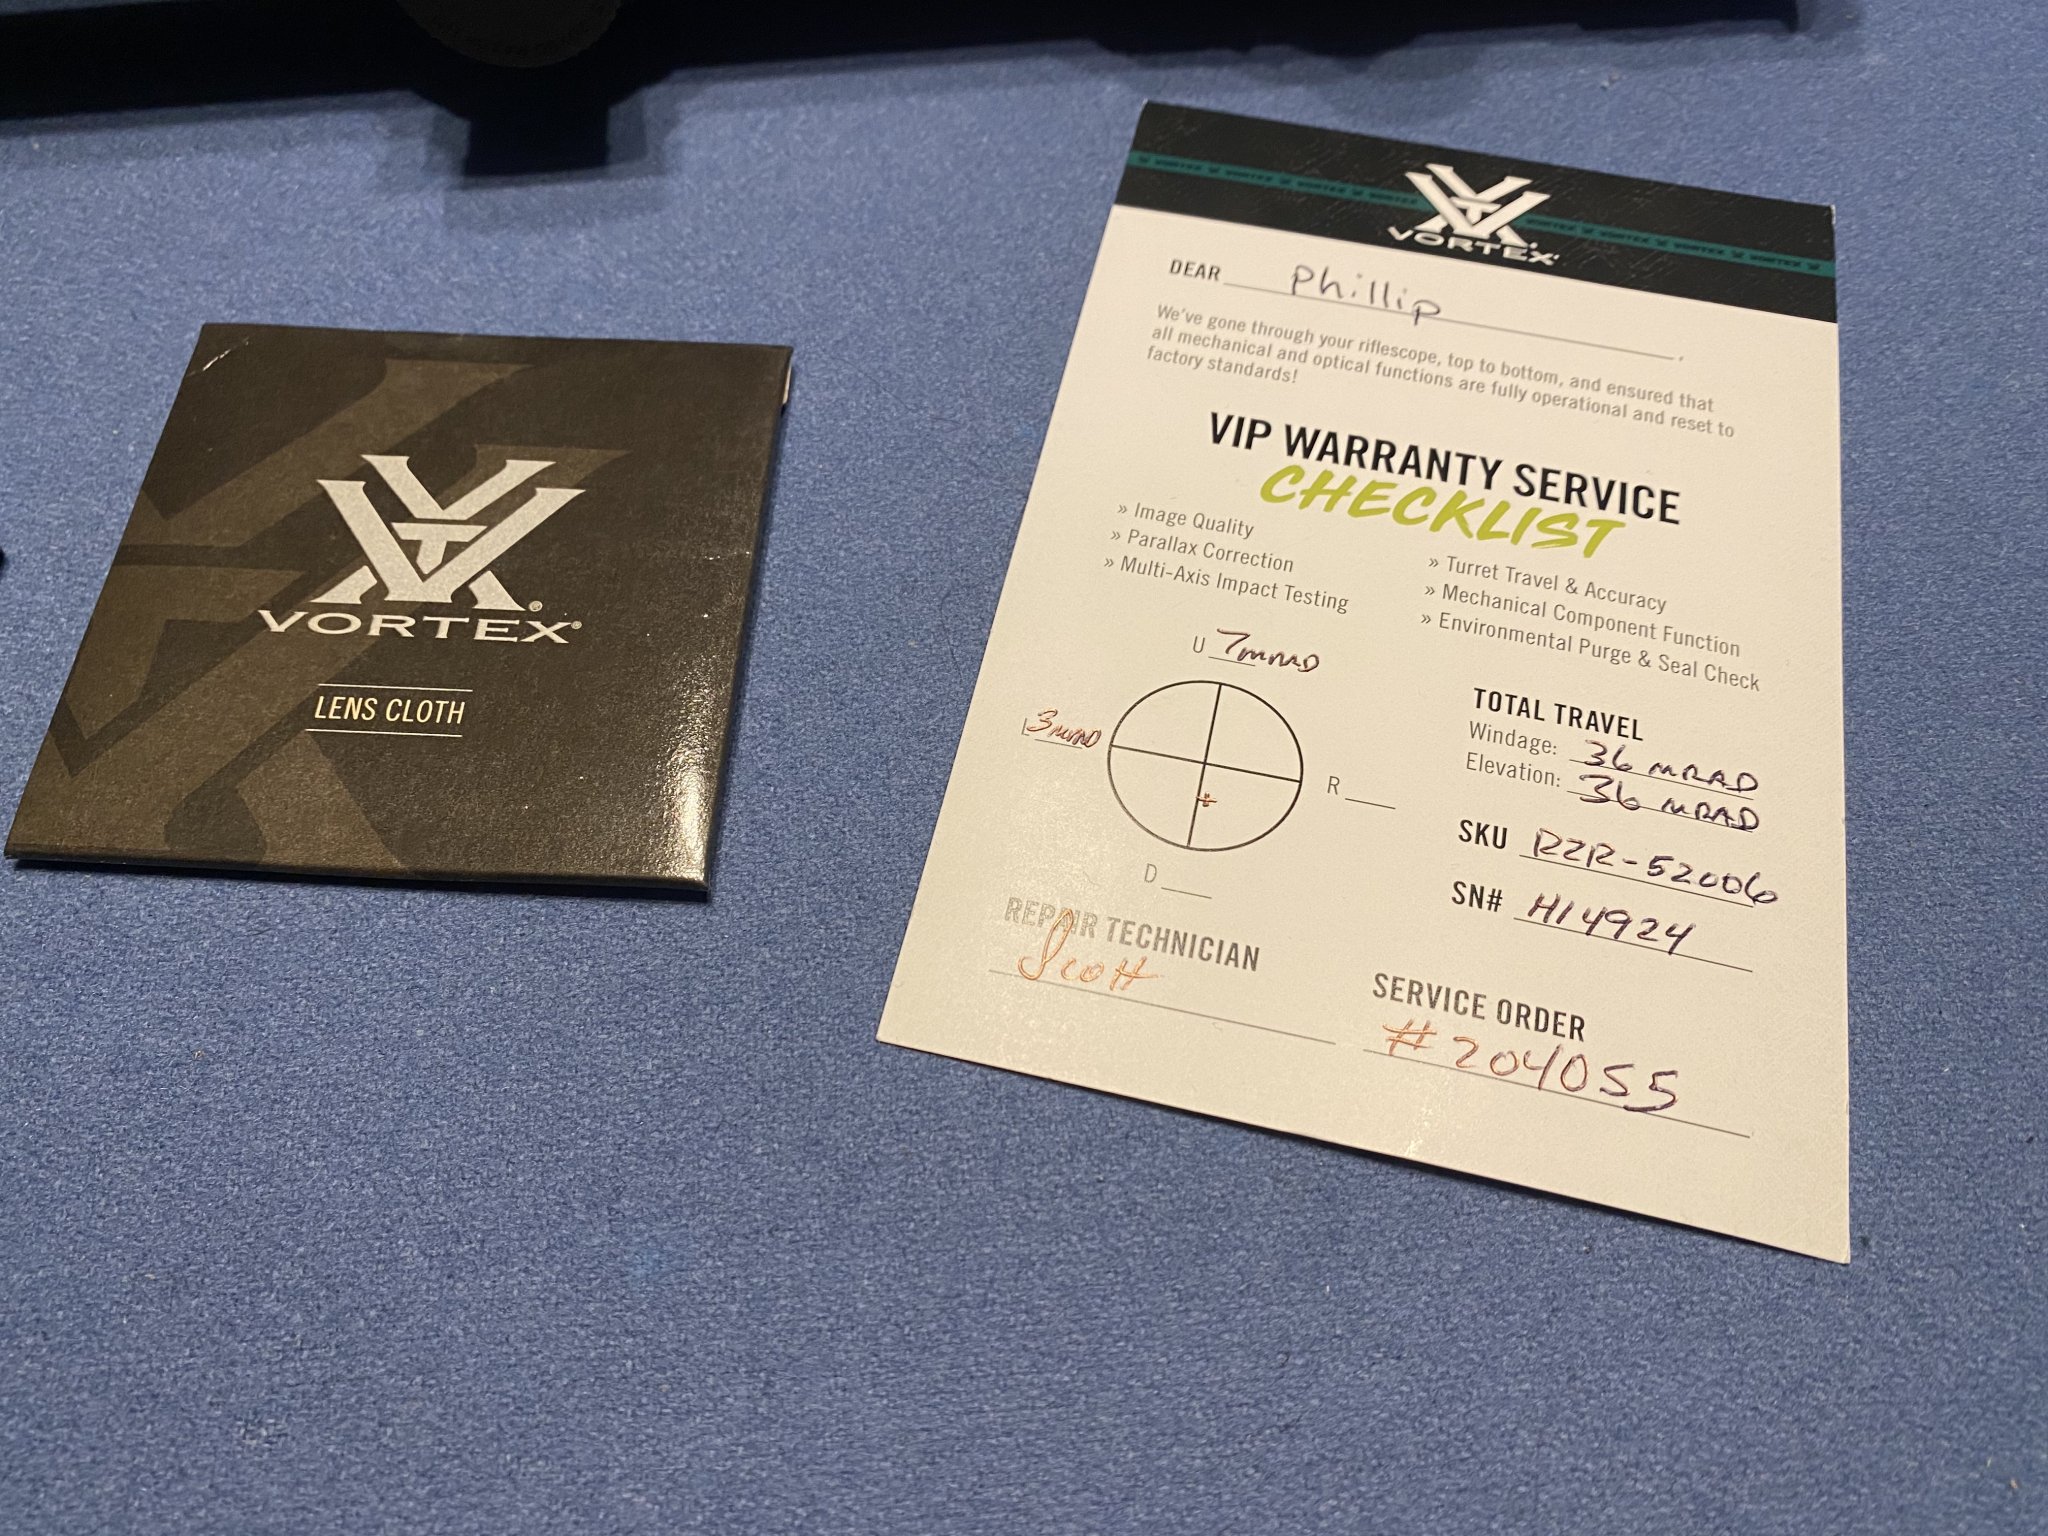 VORTEX®
LENS CLOTH
VORTEX
DEAR Phillip,
We've gone through your riflescope, top to bottom, and ensured that
all mechanical and optical functions are fully operational and reset to
factory standards!
VIP WARRANTY SERVICE
CHECKLIST
» Image Quality
» Parallax Correction
» Multi-Axis Impact Testing
» Turret Travel & Accuracy
» Mechanical Component Function
» Environmental Purge & Seal Check
U 7MRAD
L 3MRAD
R
D
TOTAL TRAVEL
Windage: 36 MRAD
Elevation: 36 MRAD
SKU RZR-52006
SN# H14924
REPAIR TECHNICIAN
Scott
SERVICE ORDER
#204055